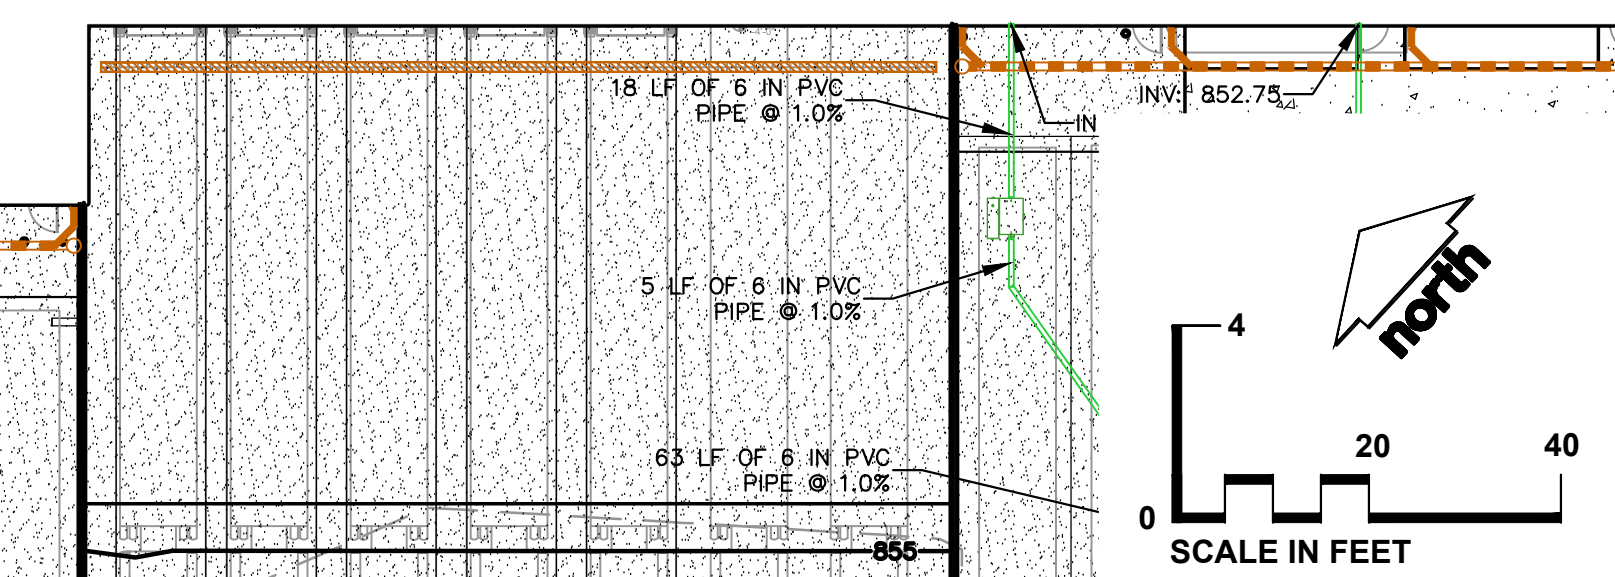 18 LF OF 6 IN PVC
PIPE @ 1.0%
IN
INV: 852.75
5 LF OF 6 IN PVC
PIPE @ 1.0%
63 LF OF 6 IN PVC
PIPE @ 1.0%
855
north
4
20
40
0
SCALE IN FEET